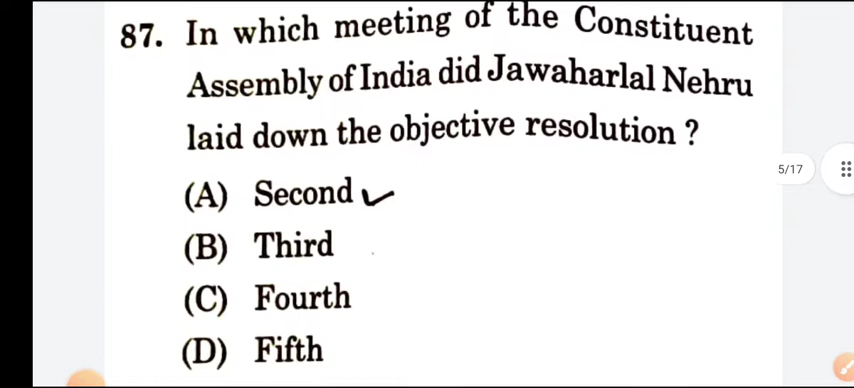 87. In which meeting of the Constituent
Assembly of India did Jawaharlal Nehru
laid down the objective resolution ?
(A) Second
(B) Third
(C) Fourth
(D) Fifth
5/17